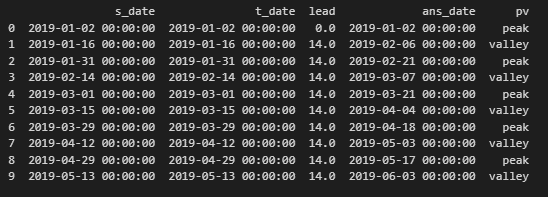 s_date t_date lead ans_date pv
0 2019-01-02 00:00:00 2019-01-02 00:00:00 0.0 2019-01-02 00:00:00 peak
1 2019-01-16 00:00:00 2019-01-16 00:00:00 14.0 2019-02-06 00:00:00 valley
2 2019-01-31 00:00:00 2019-01-31 00:00:00 14.0 2019-02-21 00:00:00 peak
3 2019-02-14 00:00:00 2019-02-14 00:00:00 14.0 2019-03-07 00:00:00 valley
4 2019-03-01 00:00:00 2019-03-01 00:00:00 14.0 2019-03-21 00:00:00 peak
5 2019-03-15 00:00:00 2019-03-15 00:00:00 14.0 2019-04-04 00:00:00 valley
6 2019-03-29 00:00:00 2019-03-29 00:00:00 14.0 2019-04-18 00:00:00 peak
7 2019-04-12 00:00:00 2019-04-12 00:00:00 14.0 2019-05-03 00:00:00 valley
8 2019-04-29 00:00:00 2019-04-29 00:00:00 14.0 2019-05-17 00:00:00 peak
9 2019-05-13 00:00:00 2019-05-13 00:00:00 14.0 2019-06-03 00:00:00 valley